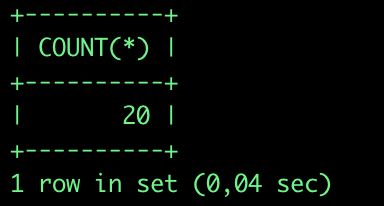 +----------+
| COUNT(*) |
+----------+
|       20 |
+----------+
1 row in set (0,04 sec)